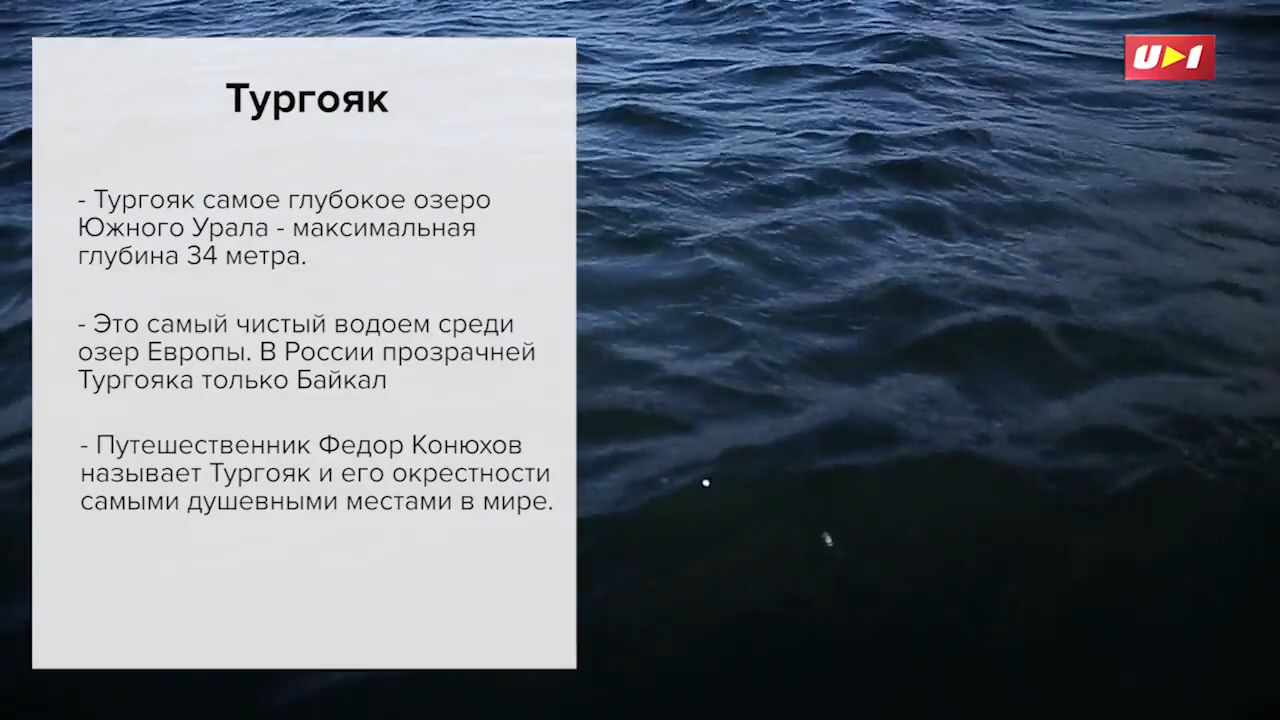 Тургояк
- Тургояк самое глубокое озеро
Южного Урала - максимальная
глубина 34 метра.
- Это самый чистый водоем среди
озер Европы. В России прозрачней
Тургояка только Байкал
- Путешественник Федор Конюхов
называет Тургояк и его окрестности
самыми душевными местами в мире.
U1